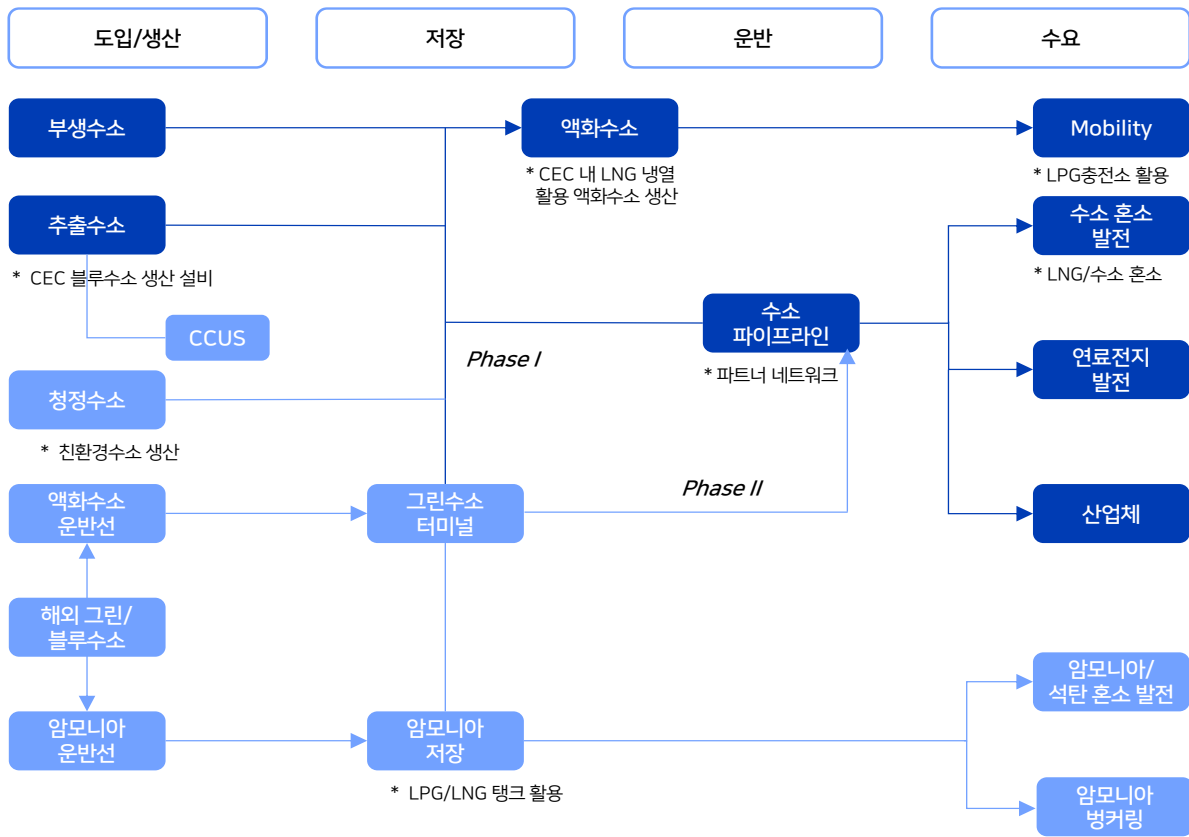 도입/생산
저장
운반
수요
부생수소
액화수소
Mobility
* CEC 내 LNG 냉열
활용 액화수소 생산
* LPG충전소 활용
추출수소
수소 혼소
발전
* CEC 블루수소 생산 설비
* LNG/수소 혼소
CCUS
수소
파이프라인
Phase I
* 파트너 네트워크
연료전지
발전
청정수소
* 친환경수소 생산
액화수소
운반선
그린수소
터미널
Phase II
산업체
해외 그린/
블루수소
암모니아/
석탄 혼소 발전
암모니아
운반선
암모니아
저장
* LPG/LNG 탱크 활용
암모니아
벙커링